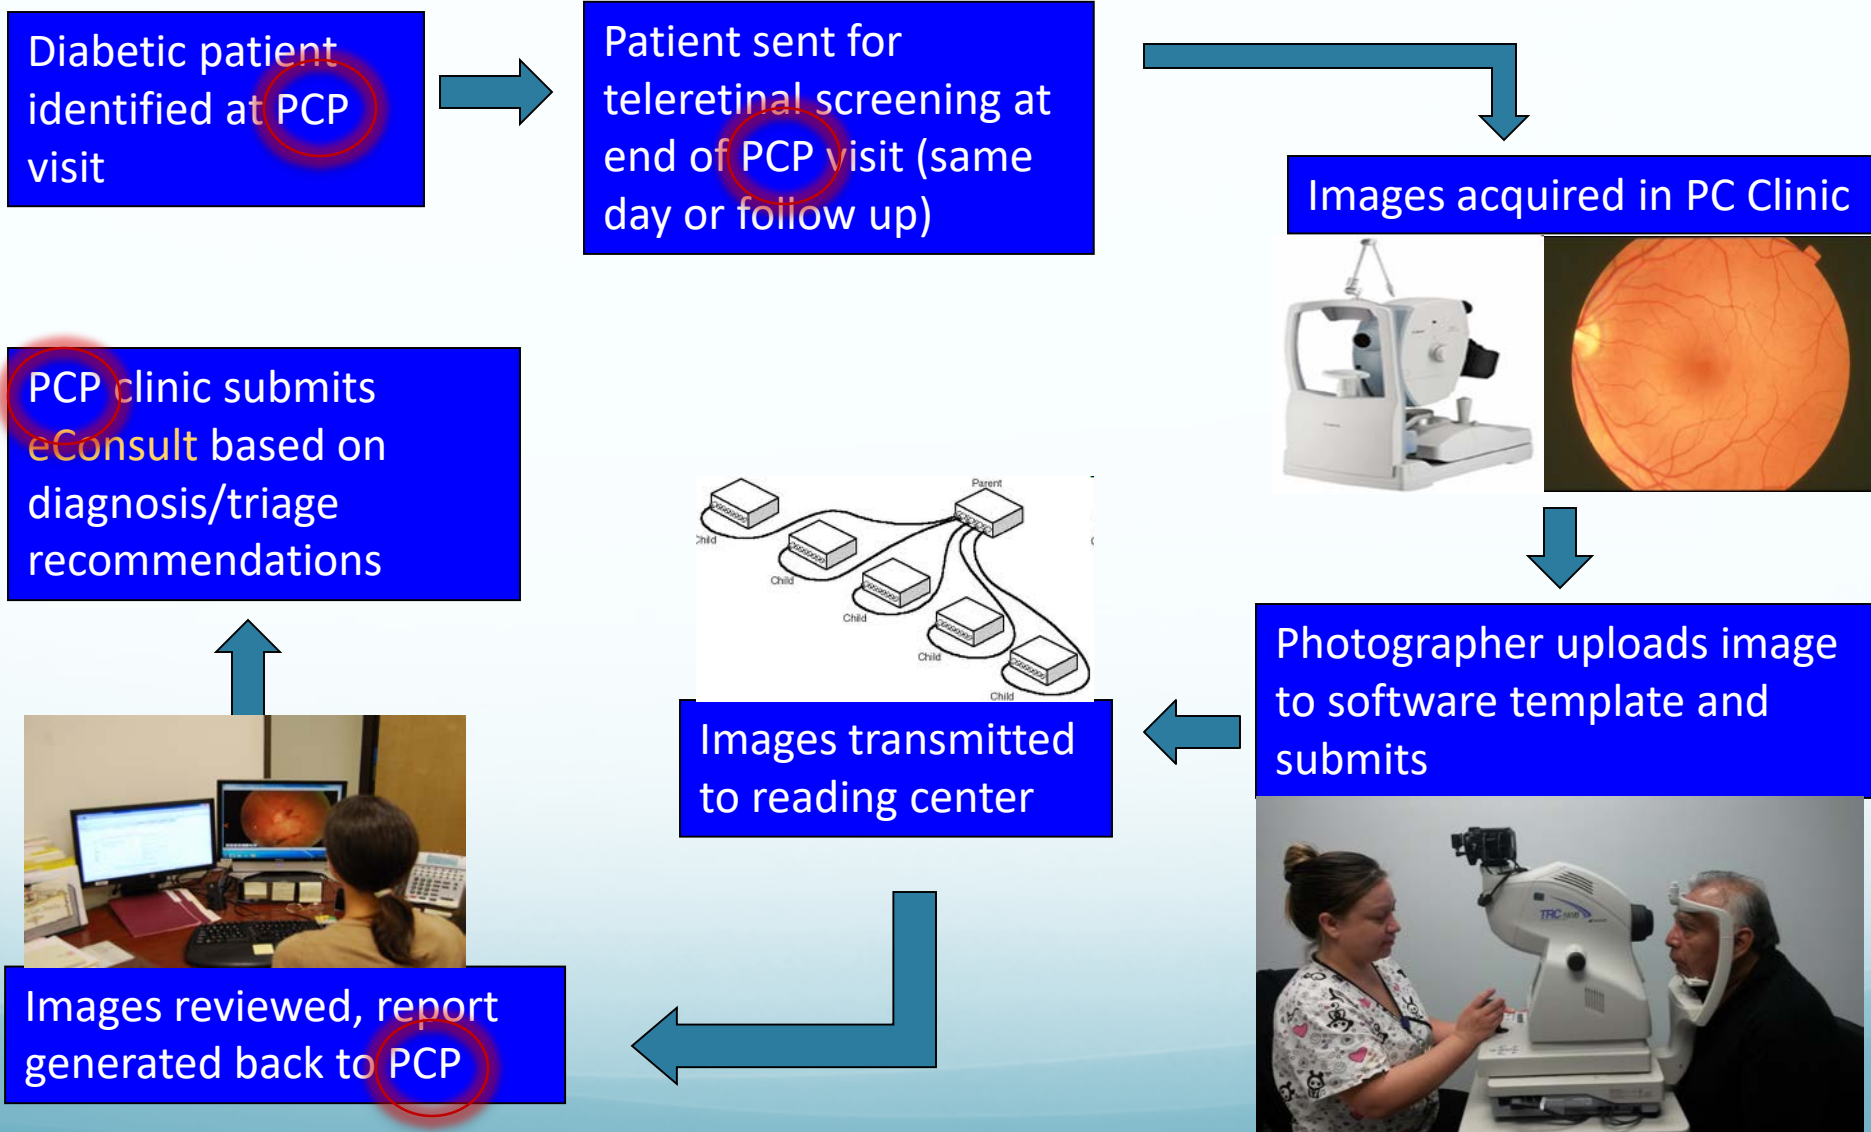 Diabetic patient
identified at PCP
visit
Patient sent for
teleretinal screening at
end of PCP visit (same
day or follow up)
Images acquired in PC Clinic
PCP clinic submits
eConsult based on
diagnosis/triage
recommendations
Parent
Child
Child
Child
Child
Child
Photographer uploads image
to software template and
submits
Images transmitted
to reading center
TRC
Images reviewed, report
generated back to PCP